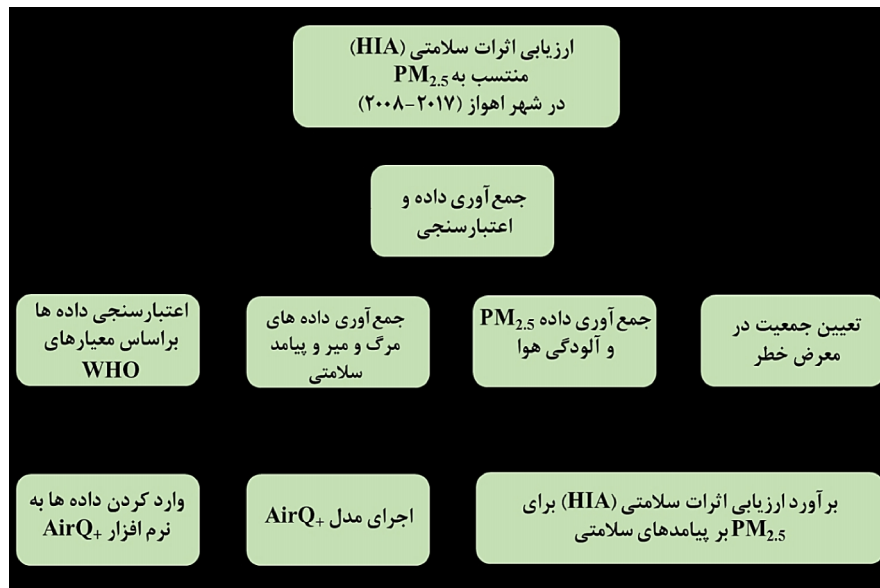 ارزیابی اثرات سلامتی (HIA)
منتسب به PM2.5
در شهر اهواز (۲۰۱۷-۲۰۰۸)
جمع‌آوری داده و
اعتبارسنجی
تعیین جمعیت در
معرض خطر
جمع‌آوری داده PM2.5
و آلودگی هوا
جمع‌آوری داده های
مرگ و میر و پیامد
سلامتی
اعتبارسنجی داده ها
براساس معیارهای
WHO
وارد کردن داده ها به
نرم افزار AirQ+
اجرای مدل AirQ+
برآورد ارزیابی اثرات سلامتی (HIA) برای
PM2.5 بر پیامدهای سلامتی